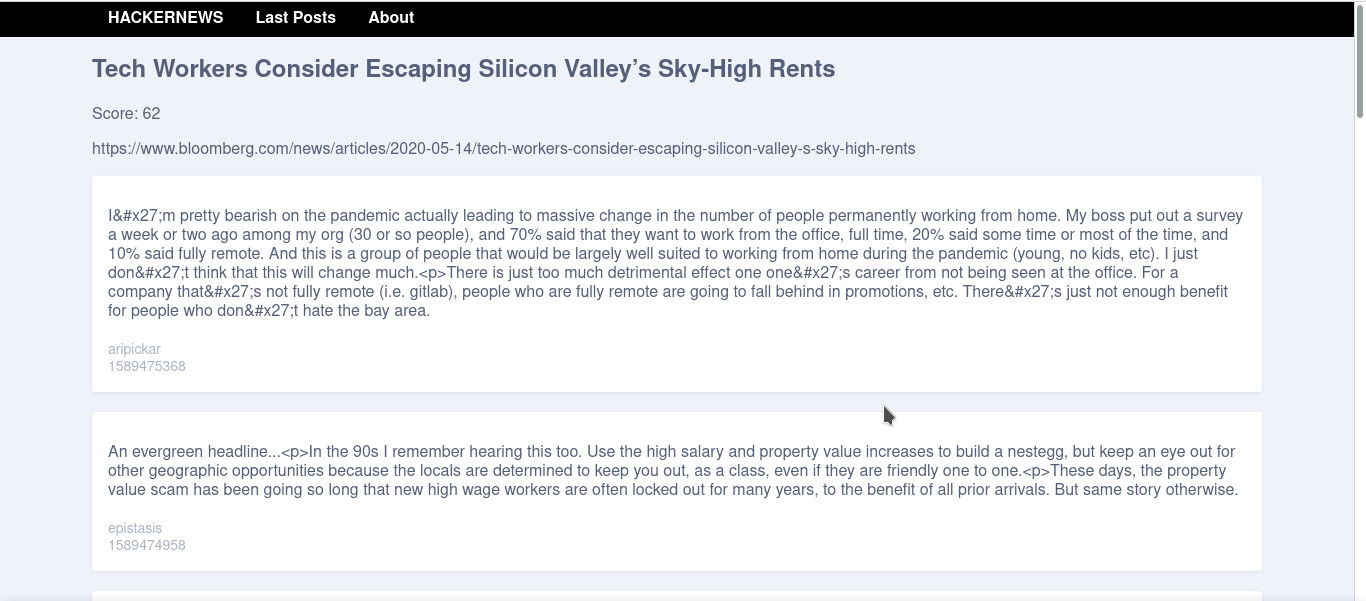 HACKERNEWS Last Posts About
Tech Workers Consider Escaping Silicon Valley’s Sky-High Rents
Score: 62
https://www.bloomberg.com/news/articles/2020-05-14/tech-workers-consider-escaping-silicon-valley-s-sky-high-rents
I&#x27;m pretty bearish on the pandemic actually leading to massive change in the number of people permanently working from home. My boss put out a survey
a week or two ago among my org (30 or so people), and 70% said that they want to work from the office, full time, 20% said some time or most of the time, and
10% said fully remote. And this is a group of people that would be largely well suited to working from home during the pandemic (young, no kids, etc). I just
don&#x27;t think that this will change much.<p>There is just too much detrimental effect one one&#x27;s career from not being seen at the office. For a
company that&#x27;s not fully remote (i.e. gitlab), people who are fully remote are going to fall behind in promotions, etc. There&#x27;s just not enough benefit
for people who don&#x27;t hate the bay area.
aripickar
1589475368
An evergreen headline...<p>In the 90s I remember hearing this too. Use the high salary and property value increases to build a nestegg, but keep an eye out for
other geographic opportunities because the locals are determined to keep you out, as a class, even if they are friendly one to one.<p>These days, the property
value scam has been going so long that new high wage workers are often locked out for many years, to the benefit of all prior arrivals. But same story otherwise.
epistasis
1589474958